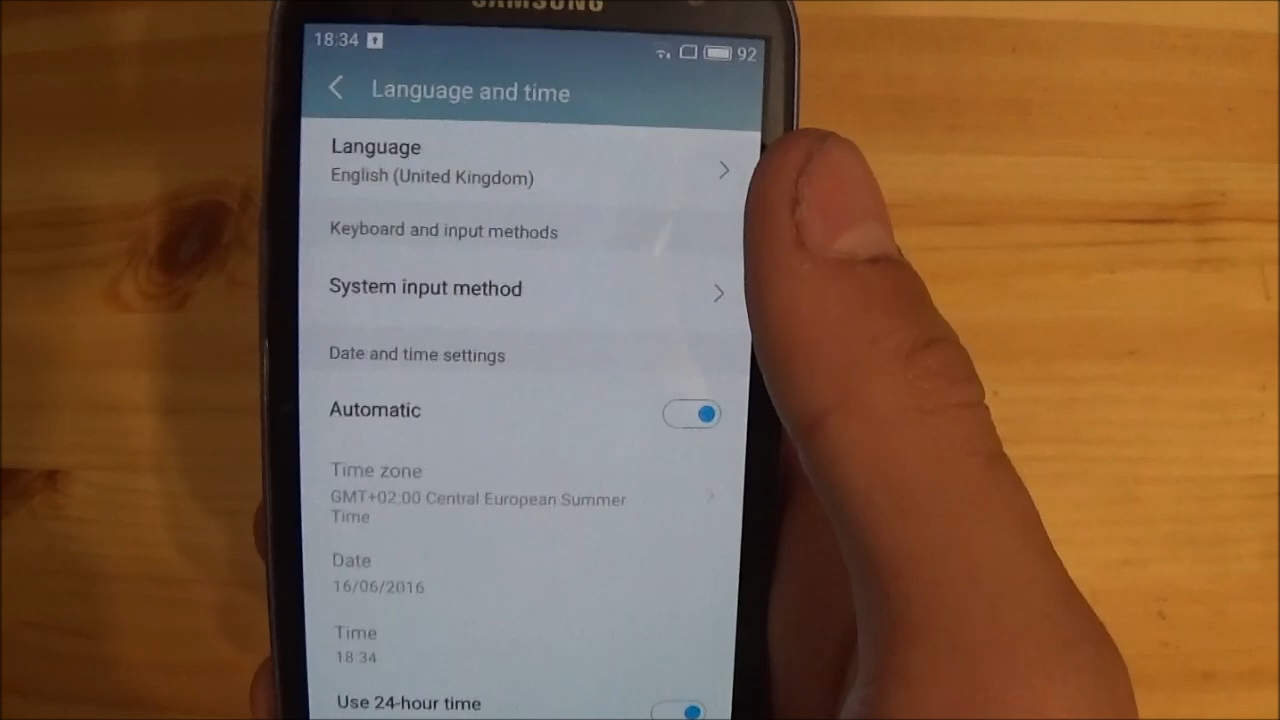 SAMSUNG
18:34
92
Language and time
Language
English (United Kingdom)
Keyboard and input methods
System input method
Date and time settings
Automatic
Time zone
GMT+02:00 Central European Summer
Time
Date
16/06/2016
Time
18:34
Use 24-hour time